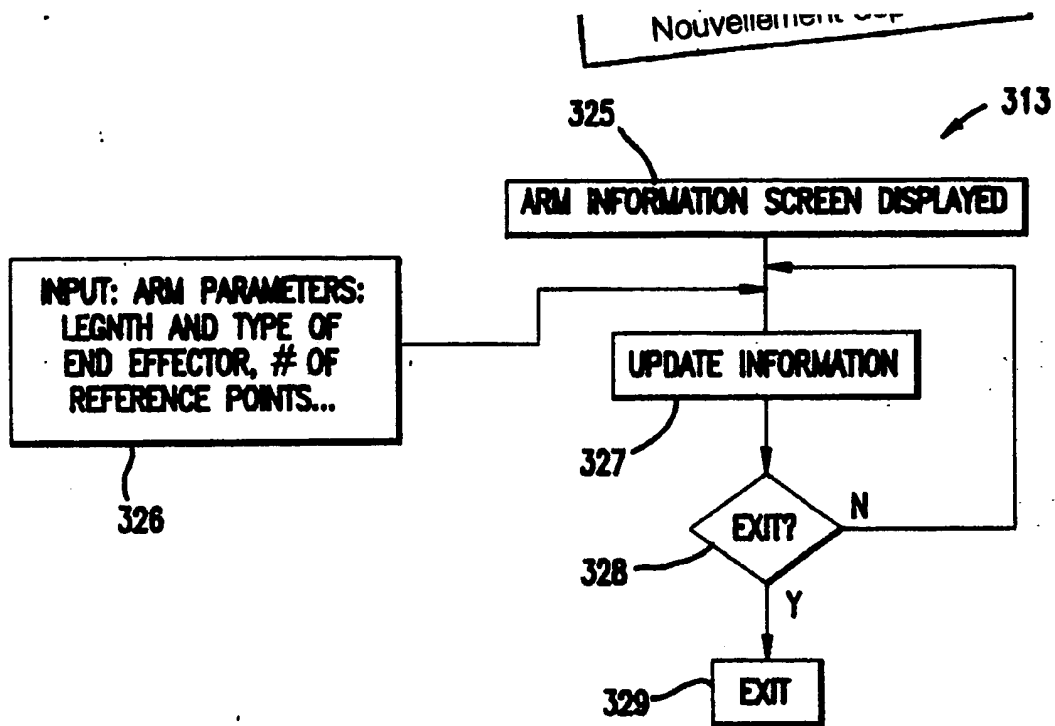 Nouvellement
325
313
ARM INFORMATION SCREEN DISPLAYED
INPUT: ARM PARAMETERS:
LEGNTH AND TYPE OF
END EFFECTOR, # OF
REFERENCE POINTS...
326
UPDATE INFORMATION
327
EXIT?
N
328
Y
EXIT
329